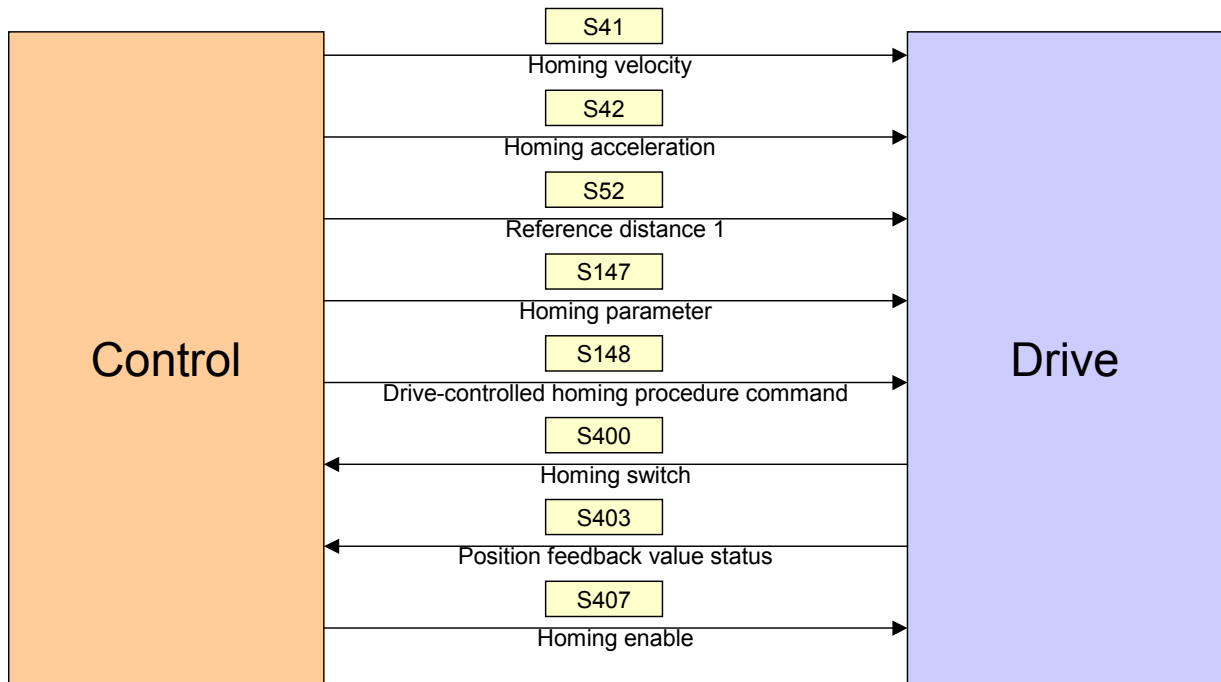 S41
Homing velocity
S42
Homing acceleration
S52
Reference distance 1
S147
Homing parameter
Control
Drive
S148
Drive-controlled homing procedure command
S400
Homing switch
S403
Position feedback value status
S407
Homing enable